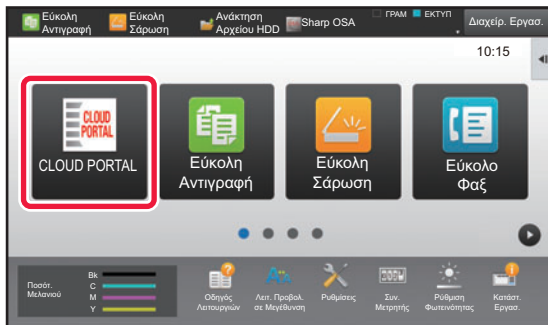 Εύκολη Αντιγραφή
Εύκολη Σάρωση
Ανάκτηση Αρχείου HDD
Sharp OSA
ΓΡΑΜ
ΕΚΤΥΠ
Διαχείρ. Εργασ.
10:15
CLOUD PORTAL
CLOUD PORTAL
Εύκολη Αντιγραφή
Εύκολη Σάρωση
Εύκολο Φαξ
Ποσότ. Μελανιού
Bk
C
M
Y
Οδηγός Λειτουργιών
Λειτ. Προβολ. σε Μεγέθυνση
Ρυθμίσεις
Συν. Μετρητής
Ρύθμιση Φωτεινότητας
Κατάστ. Εργασ.